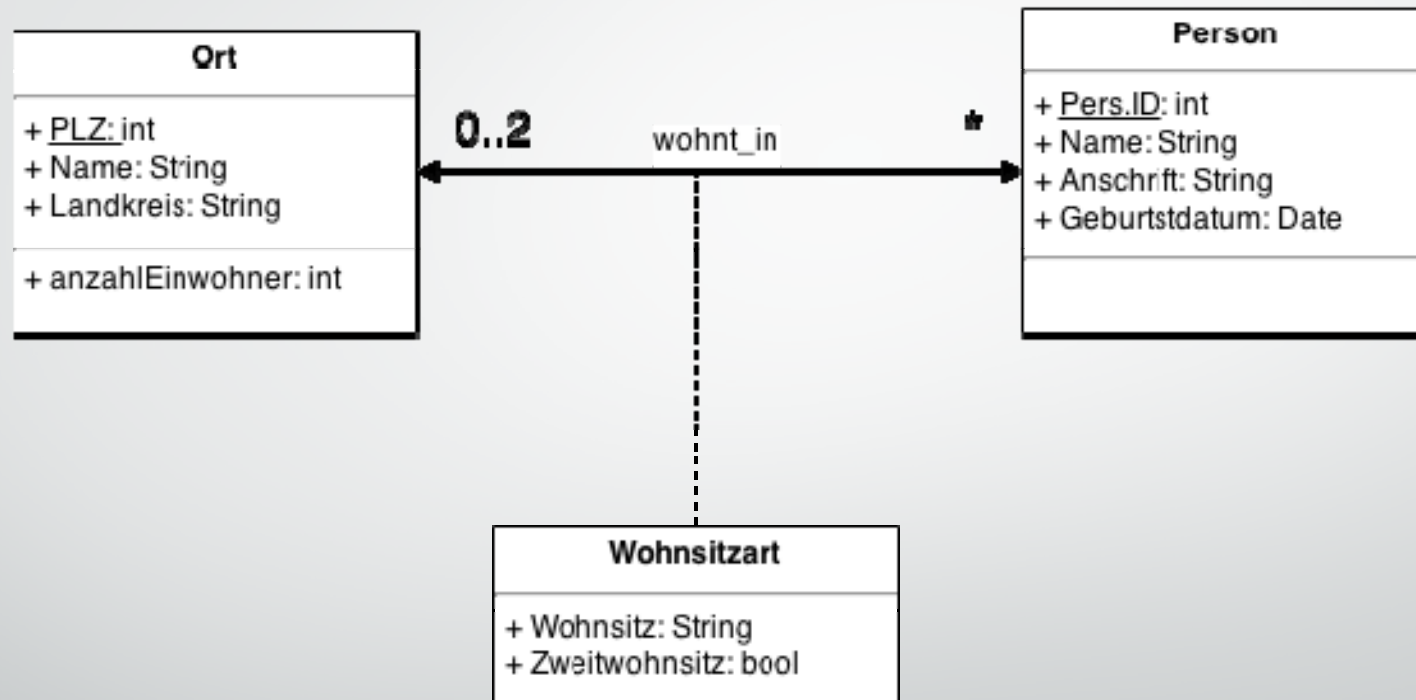 Ort
+ PLZ: int
+ Name: String
+ Landkreis: String
+ anzahlEinwohner: int
0..2
wohnt_in
*
Person
+ Pers.ID: int
+ Name: String
+ Anschrift: String
+ Geburtstdatum: Date
Wohnsitzart
+ Wohnsitz: String
+ Zweitwohnsitz: bool